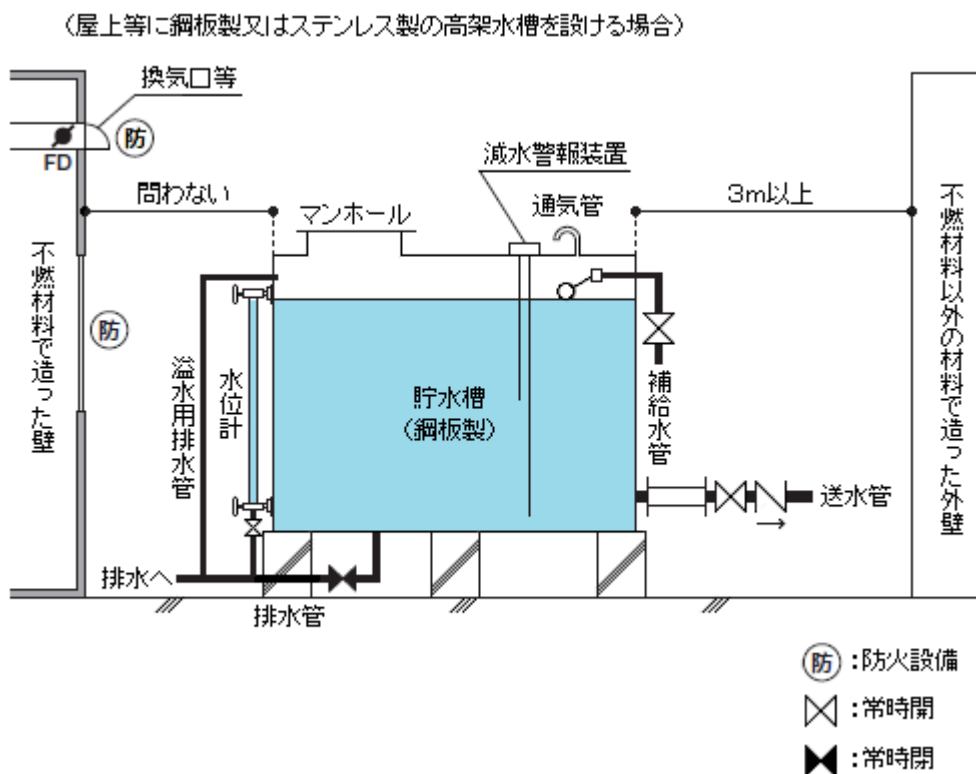 （屋上等に鋼板製又はステンレス製の高架水槽を設ける場合）
換気口等
防
FD
減水警報装置
問わない
マンホール
通気管
3m以上
不燃材料で造った壁
防
溢水用排水管
水位計
貯水槽
（鋼板製）
補給水管
不燃材料以外の材料で造った外壁
送水管
排水へ
排水管
防：防火設備
：常時開
：常時閉